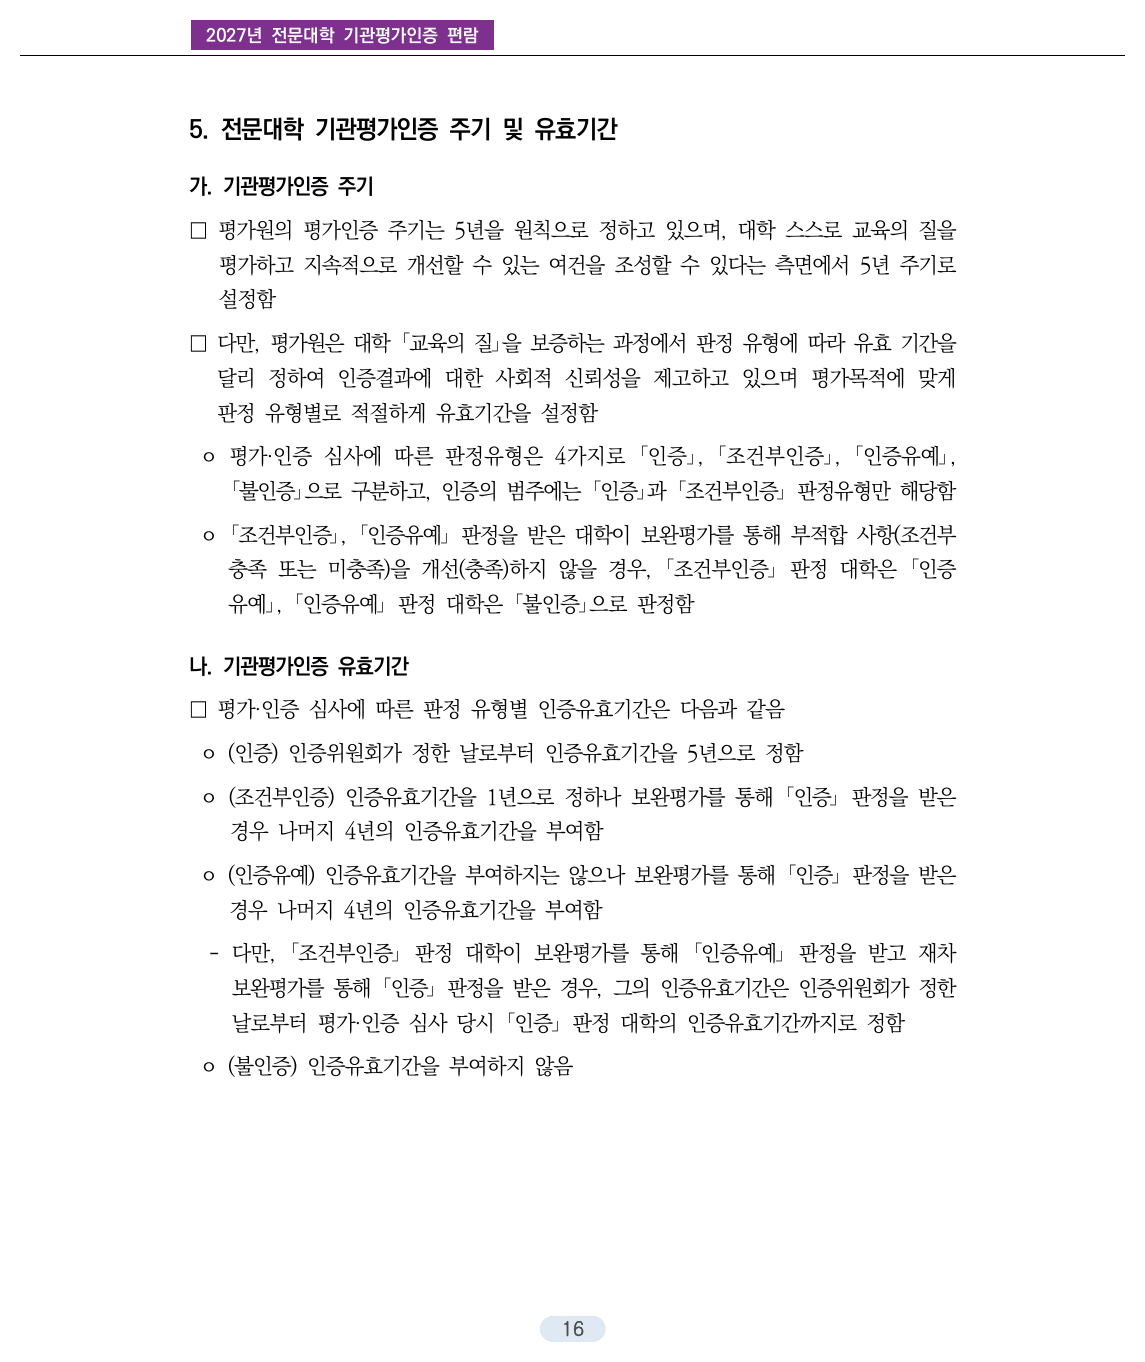 2027년 전문대학 기관평가인증 편람
5. 전문대학 기관평가인증 주기 및 유효기간
가. 기관평가인증 주기
□ 평가원의 평가인증 주기는 5년을 원칙으로 정하고 있으며, 대학 스스로 교육의 질을
평가하고 지속적으로 개선할 수 있는 여건을 조성할 수 있다는 측면에서 5년 주기로
설정함
□ 다만, 평가원은 대학 「교육의 질」을 보증하는 과정에서 판정 유형에 따라 유효 기간을
달리 정하여 인증결과에 대한 사회적 신뢰성을 제고하고 있으며 평가목적에 맞게
판정 유형별로 적절하게 유효기간을 설정함
ㅇ 평가·인증 심사에 따른 판정유형은 4가지로 「인증」, 「조건부인증」, 「인증유예」,
「불인증」으로 구분하고, 인증의 범주에는 「인증」과 「조건부인증」 판정유형만 해당함
ㅇ 「조건부인증」, 「인증유예」 판정을 받은 대학이 보완평가를 통해 부적합 사항(조건부
충족 또는 미충족)을 개선(충족)하지 않을 경우, 「조건부인증」 판정 대학은 「인증
유예」, 「인증유예」 판정 대학은 「불인증」으로 판정함
나. 기관평가인증 유효기간
□ 평가·인증 심사에 따른 판정 유형별 인증유효기간은 다음과 같음
ㅇ (인증) 인증위원회가 정한 날로부터 인증유효기간을 5년으로 정함
ㅇ (조건부인증) 인증유효기간을 1년으로 정하나 보완평가를 통해 「인증」 판정을 받은
경우 나머지 4년의 인증유효기간을 부여함
ㅇ (인증유예) 인증유효기간을 부여하지는 않으나 보완평가를 통해 「인증」 판정을 받은
경우 나머지 4년의 인증유효기간을 부여함
- 다만, 「조건부인증」 판정 대학이 보완평가를 통해 「인증유예」 판정을 받고 재차
보완평가를 통해 「인증」 판정을 받은 경우, 그의 인증유효기간은 인증위원회가 정한
날로부터 평가·인증 심사 당시 「인증」 판정 대학의 인증유효기간까지로 정함
ㅇ (불인증) 인증유효기간을 부여하지 않음
16